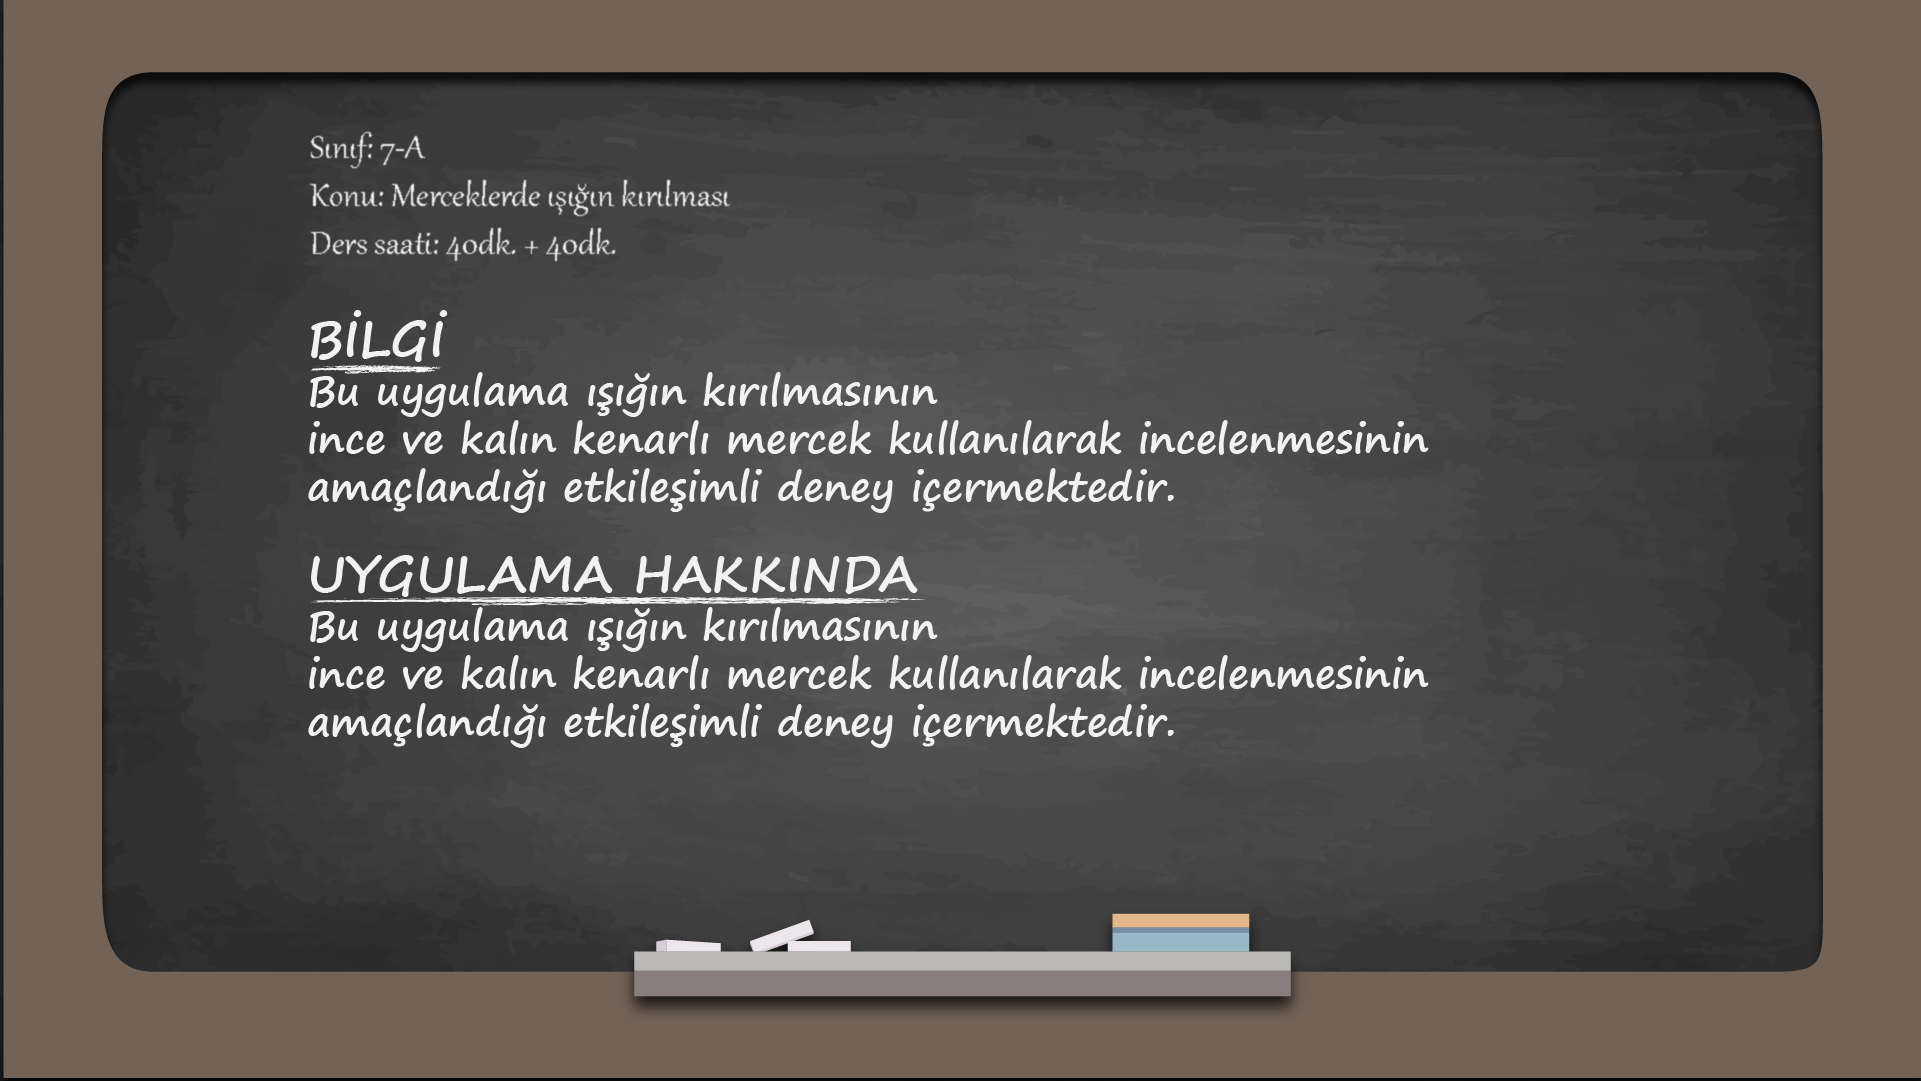 Sınıf: 7-A
Konu: Merceklerde ışığın kırılması
Ders saati: 40dk. + 40dk.
BİLGİ
Bu uygulama ışığın kırılmasının
ince ve kalın kenarlı mercek kullanılarak incelenmesinin
amaçlandığı etkileşimli deney içermektedir.
UYGULAMA HAKKINDA
Bu uygulama ışığın kırılmasının
ince ve kalın kenarlı mercek kullanılarak incelenmesinin
amaçlandığı etkileşimli deney içermektedir.